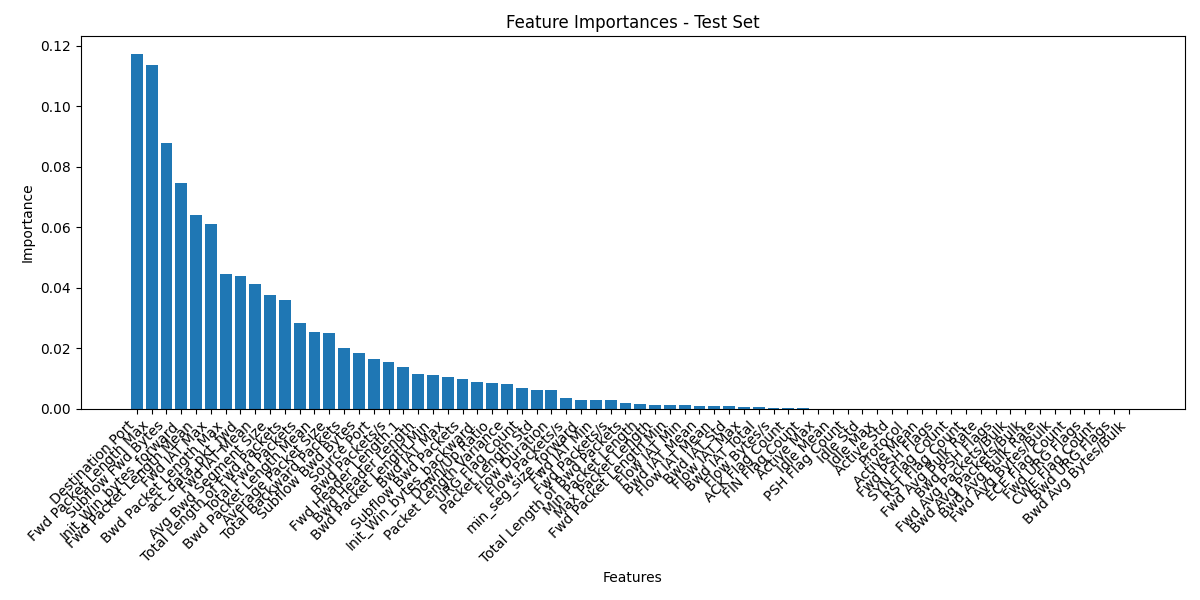 Feature Importances - Test Set
Importance
0.12
0.10
0.08
0.06
0.04
0.02
0.00
Destination Port
Fwd Packet Length Max
Subflow Fwd Bytes
Init_Win_bytes_forward
Fwd Packet Length Mean
Fwd IAT Max
Bwd Packet Length Max
act_data_pkt_fwd
Fwd IAT Mean
Avg Bwd Segment Size
Total Length of Fwd Packets
Bwd Packet Length Mean
Average Packet Size
Total Backward Packets
Subflow Bwd Bytes
Source Port
Bwd Packets/s
Fwd Header Length.1
Bwd Header Length
Bwd Packet Length Min
Bwd IAT Max
Subflow Bwd Packets
Init_Win_bytes_backward
Down/Up Ratio
Packet Length Variance
URG Flag Count
Packet Length Std
Flow Duration
Flow Packets/s
min_seg_size_forward
Fwd IAT Min
Fwd Packets/s
Total Length of Bwd Packets
Min Packet Length
Max Packet Length
Fwd Packet Length Min
Flow IAT Min
Bwd IAT Mean
Flow IAT Mean
Bwd IAT Std
Flow IAT Max
Bwd IAT Total
Flow Bytes/s
ACK Flag Count
FIN Flag Count
Active Max
Idle Mean
PSH Flag Count
Idle Std
Idle Max
Active Std
Protocol
Active Mean
Fwd PSH Flags
SYN Flag Count
RST Flag Count
Fwd Avg Bulk Rate
Bwd PSH Flags
Fwd Avg Packets/Bulk
Bwd Avg Packets/Bulk
Bwd Avg Bulk Rate
Fwd Avg Bytes/Bulk
ECE Flag Count
Fwd URG Flags
CWE Flag Count
Bwd URG Flags
Bwd Avg Bytes/Bulk
Features